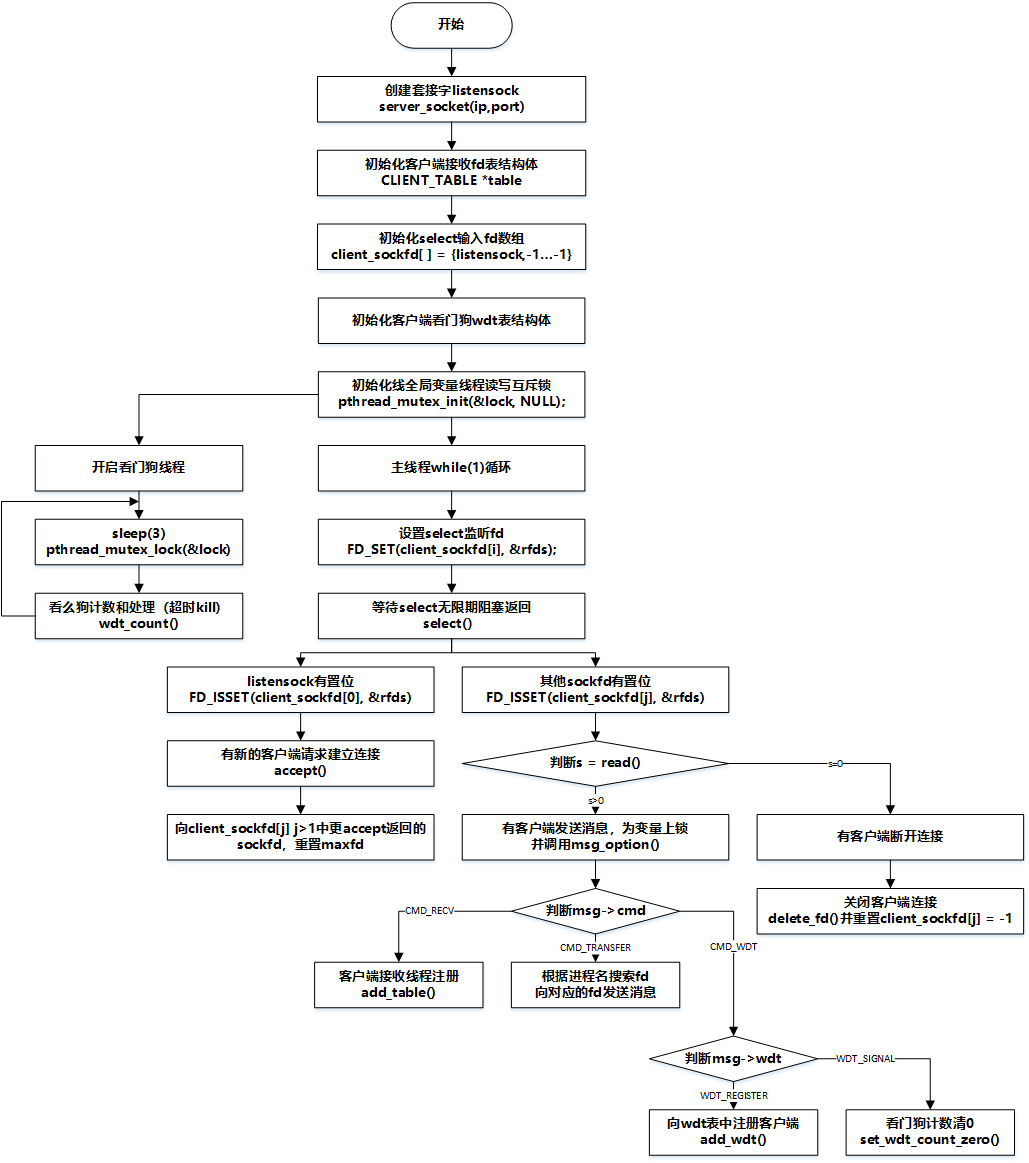 开始
创建套接字listensock
server_socket(ip,port)
初始化客户端接收fd表结构体
CLIENT_TABLE *table
初始化select输入fd数组
client_sockfd[ ] = {listensock,-1...-1}
初始化客户端看门狗wdt表结构体
初始化线全局变量线程读写互斥锁
pthread_mutex_init(&lock, NULL);
开启看门狗线程
主线程while(1)循环
sleep(3)
pthread_mutex_lock(&lock)
设置select监听fd
FD_SET(client_sockfd[i], &rfds);
看么狗计数和处理（超时kill)
wdt_count()
等待select无限期阻塞返回
select()
listensock有置位
FD_ISSET(client_sockfd[0], &rfds)
其他sockfd有置位
FD_ISSET(client_sockfd[j], &rfds)
有新的客户端请求建立连接
accept()
判断s = read()
s=0
s>0
向client_sockfd[j] j>1中更accept返回的
sockfd，重置maxfd
有客户端发送消息，为变量上锁
并调用msg_option()
有客户端断开连接
关闭客户端连接
delete_fd()并重置client_sockfd[j] = -1
判断msg->cmd
CMD_RECV
CMD_TRANSFER
CMD_WDT
客户端接收线程注册
add_table()
根据进程名搜索fd
向对应的fd发送消息
判断msg->wdt
WDT_SIGNAL
WDT_REGISTER
向wdt表中注册客户端
add_wdt()
看门狗计数清0
set_wdt_count_zero()